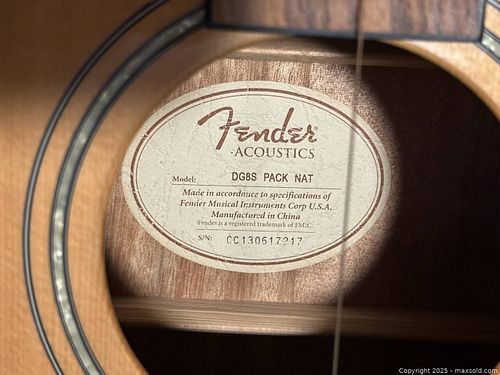 Fender
ACOUSTICS
Model: DG8S PACK NAT
Made in accordance to specifications of
Fender Musical Instruments Corp U.S.A.
Manufactured in China
Fender is a registered trademark of FMIC.
S/N: CC130617217
Copyright 2025 - maxsold.com